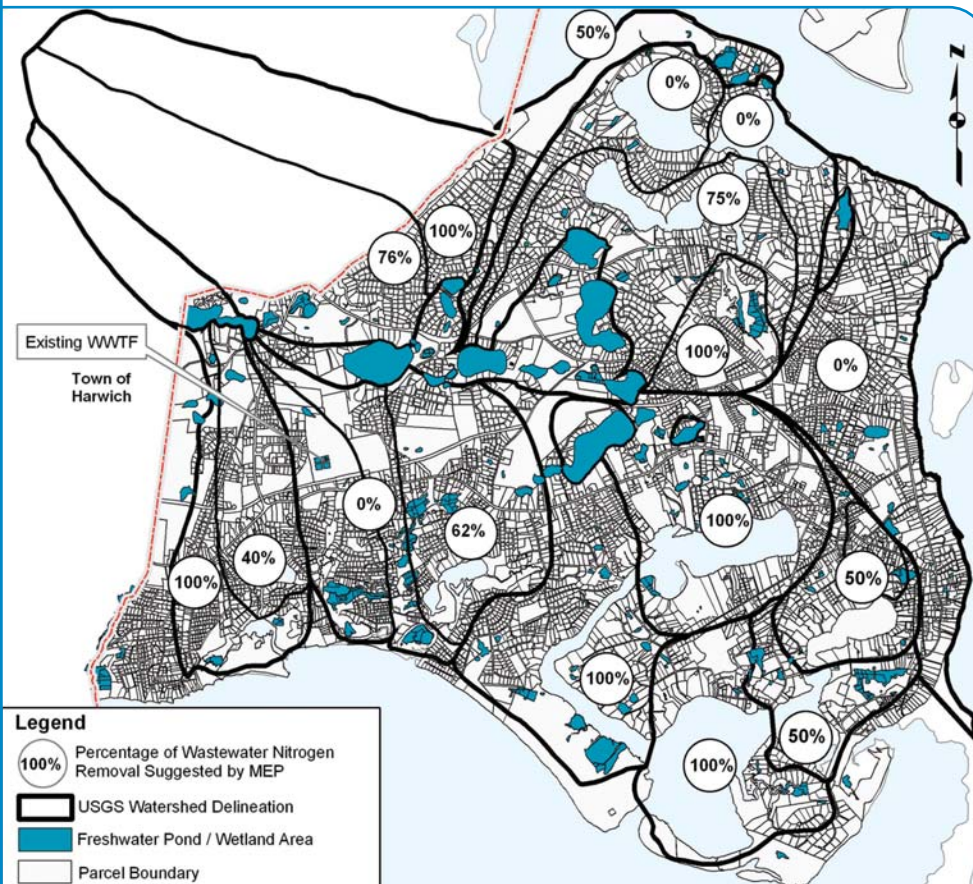 50%
0%
N
0%
75%
100%
76%
Existing WWTF
Town of
Harwich
100%
0%
0%
62%
100%
40%
100%
50%
100%
50%
100%
Legend
100% Percentage of Wastewater Nitrogen
Removal Suggested by MEP
USGS Watershed Delineation
Freshwater Pond / Wetland Area
Parcel Boundary